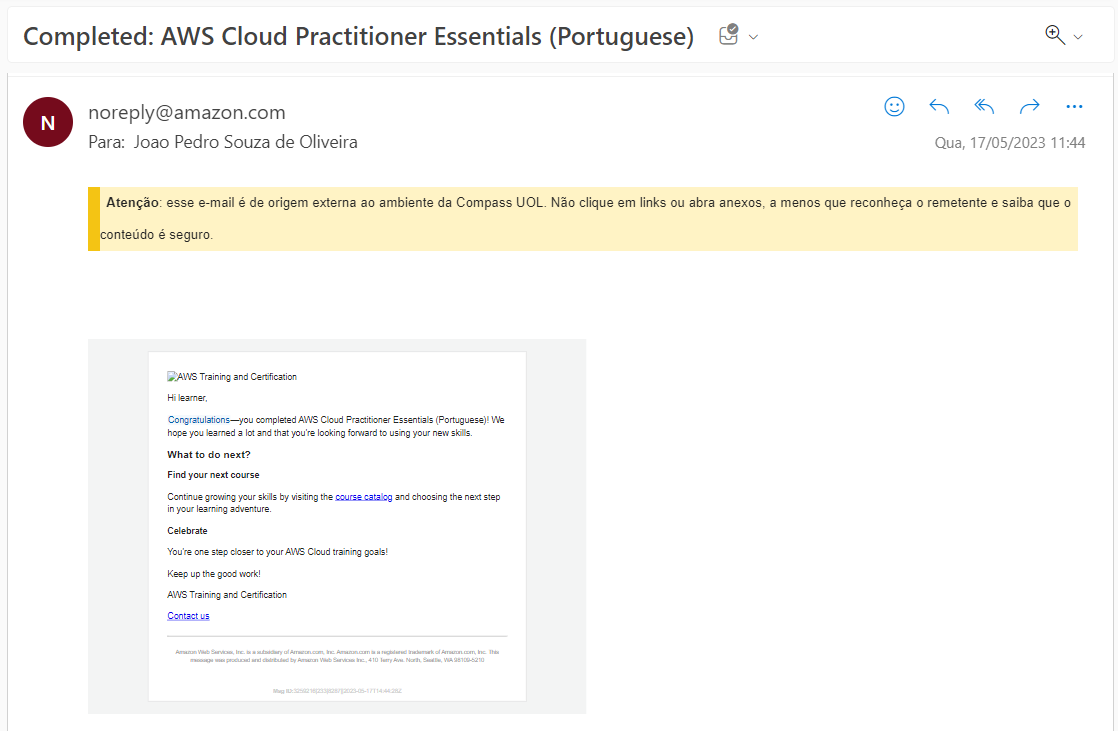 Completed: AWS Cloud Practitioner Essentials (Portuguese)
N
noreply@amazon.com
Para: Joao Pedro Souza de Oliveira
Qua, 17/05/2023 11:44
Atenção: esse e-mail é de origem externa ao ambiente da Compass UOL. Não clique em links ou abra anexos, a menos que reconheça o remetente e saiba que o
conteúdo é seguro.
AWS Training and Certification
Hi learner,
Congratulations—you completed AWS Cloud Practitioner Essentials (Portuguese)! We
hope you learned a lot and that you're looking forward to using your new skills.
What to do next?
Find your next course
Continue growing your skills by visiting the course catalog and choosing the next step
in your learning adventure.
Celebrate
You're one step closer to your AWS Cloud training goals!
Keep up the good work!
AWS Training and Certification
Contact us
Amazon Web Services, Inc. is a subsidiary of Amazon.com, Inc. Amazon.com is a registered trademark of Amazon.com, Inc. This
message was produced and distributed by Amazon Web Services Inc., 410 Terry Ave. North, Seattle, WA 98109-5210
Msg ID: